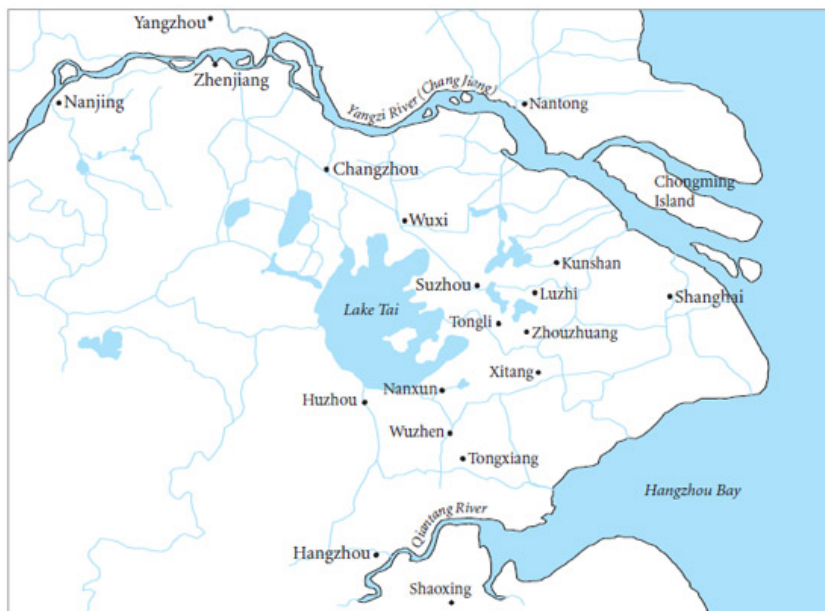 Yangzhou
Zhenjiang
Nanjing
Yangzi River (Chang Jiang)
Nantong
Changzhou
Chongming
Island
Wuxi
Kunshan
Suzhou
Luzhi
Shanghai
Lake Tai
Tongli
Zhouzhuang
Xitang
Nanxun
Huzhou
Wuzhen
Tongxiang
Hangzhou Bay
Qiantang River
Hangzhou
Shaoxing